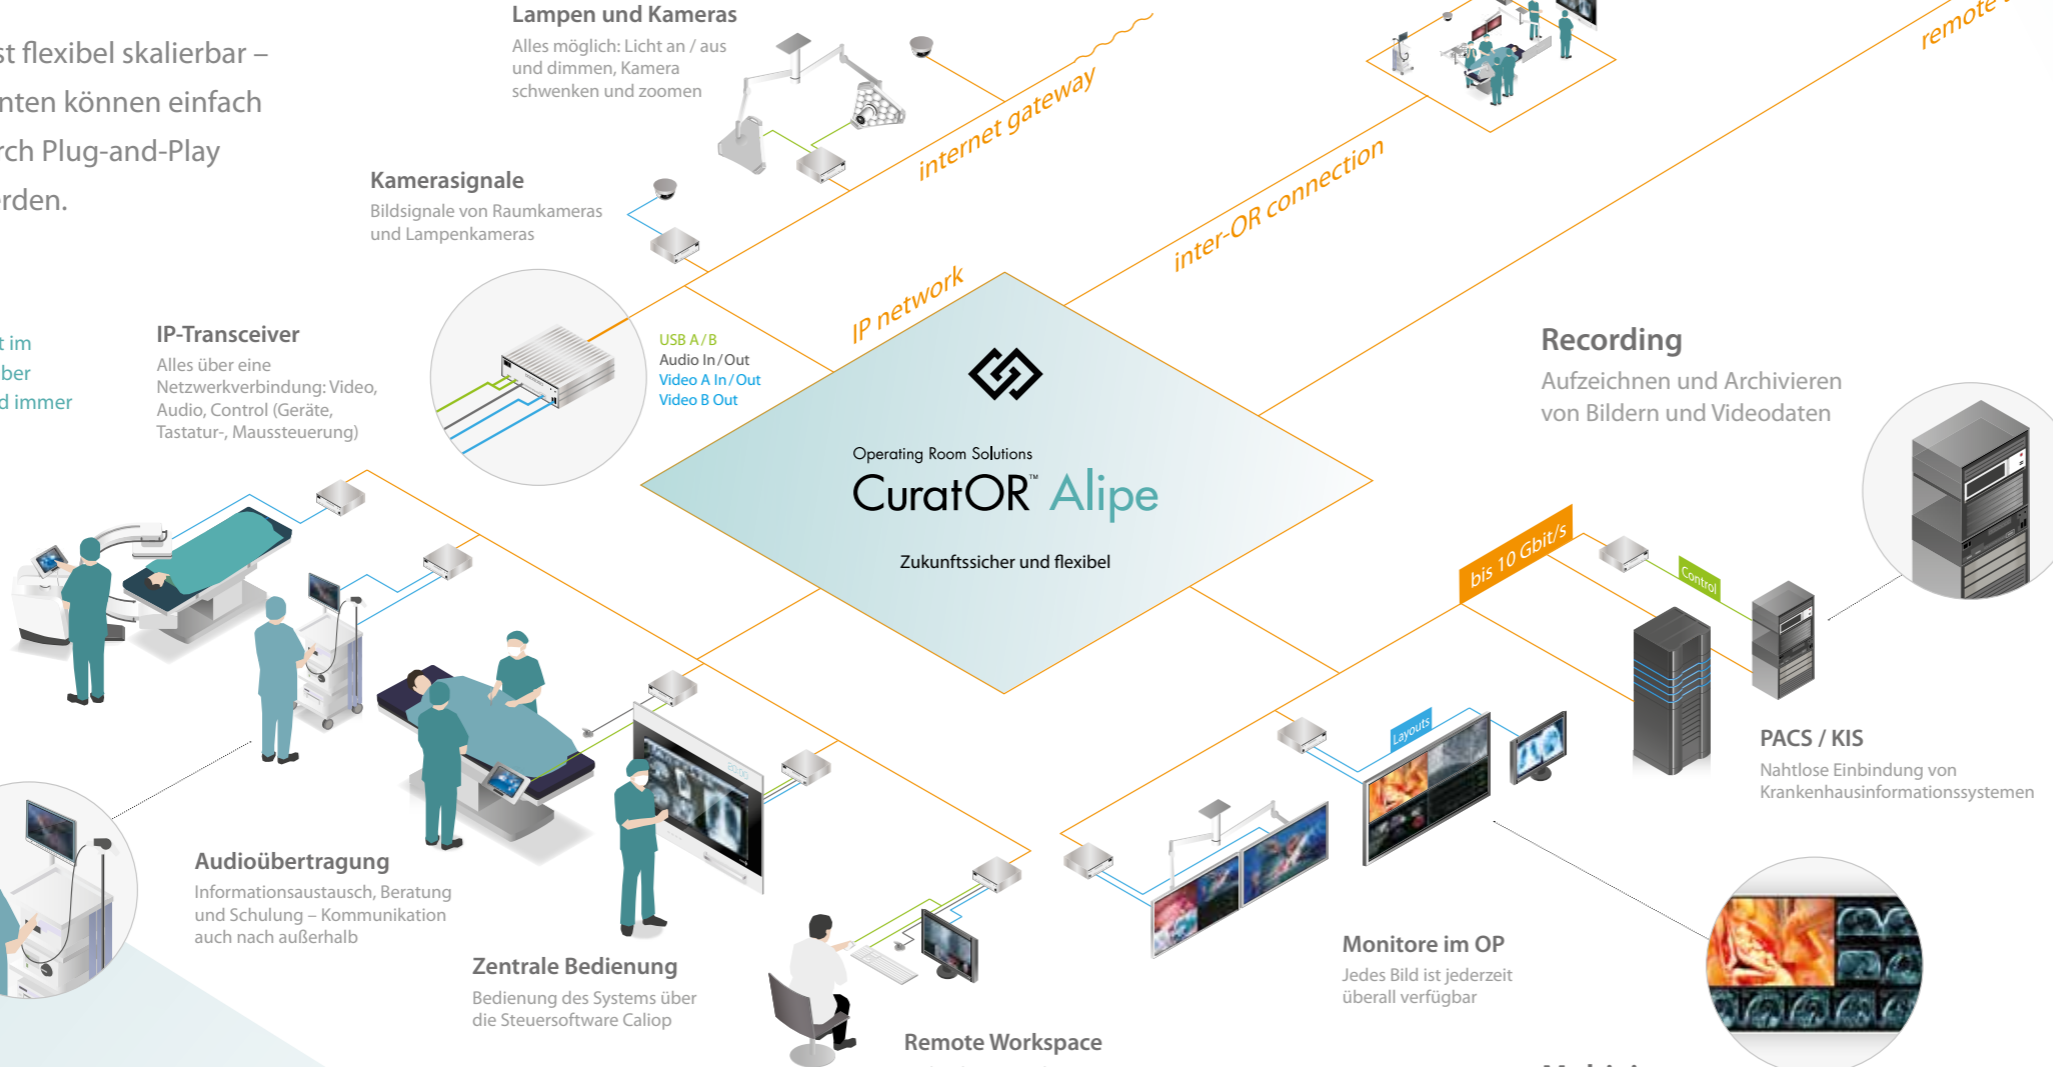 st flexibel skalierbar –
nten können einfach
rch Plug-and-Play
erden.
Lampen und Kameras
Alles möglich: Licht an / aus
und dimmen, Kamera
schwenken und zoomen
Kamerasignale
Bildsignale von Raumkameras
und Lampenkameras
internet gateway
inter-OR connection
remote
IP network
t im
ber
d immer
IP-Transceiver
Alles über eine
Netzwerkverbindung: Video,
Audio, Control (Geräte,
Tastatur-, Maussteuerung)
USB A / B
Audio In / Out
Video A In / Out
Video B Out
Operating Room Solutions
CuratOR™ Alipe
Zukunftssicher und flexibel
Recording
Aufzeichnen und Archivieren
von Bildern und Videodaten
bis 10 Gbit/s
Control
Layouts
PACS / KIS
Nahtlose Einbindung von
Krankenhausinformationssystemen
Audioübertragung
Informationsaustausch, Beratung
und Schulung – Kommunikation
auch nach außerhalb
Zentrale Bedienung
Bedienung des Systems über
die Steuersoftware Caliop
Monitore im OP
Jedes Bild ist jederzeit
überall verfügbar
Remote Workspace